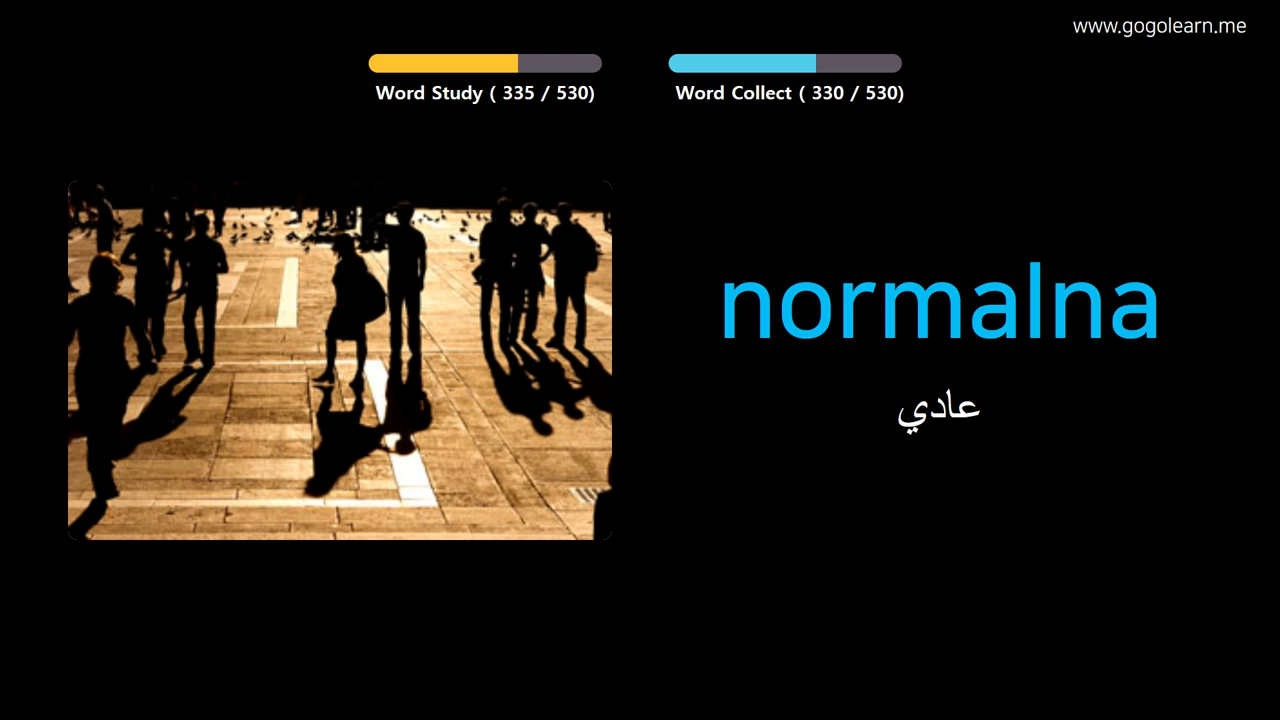 www.gogolearn.me
Word Study ( 335 / 530)
Word Collect ( 330 / 530)
normalna
عادي